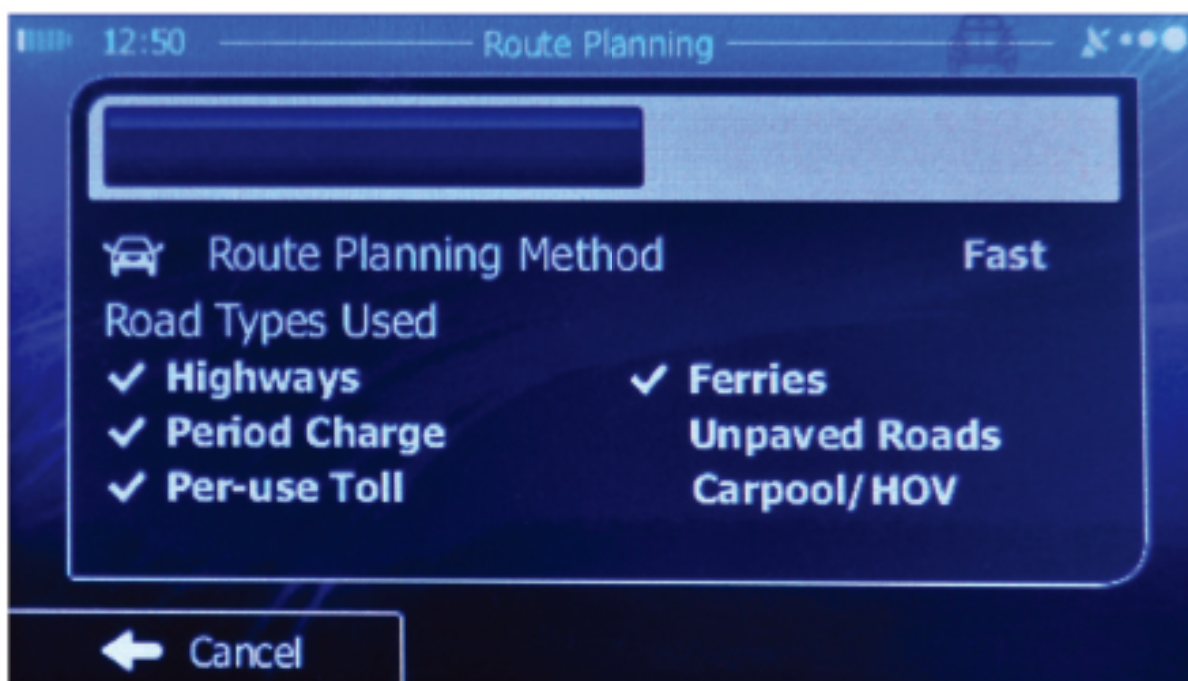 12:50 Route Planning
Route Planning Method Fast
Road Types Used
Highways Ferries
Period Charge Unpaved Roads
Per-use Toll Carpool/HOV
Cancel